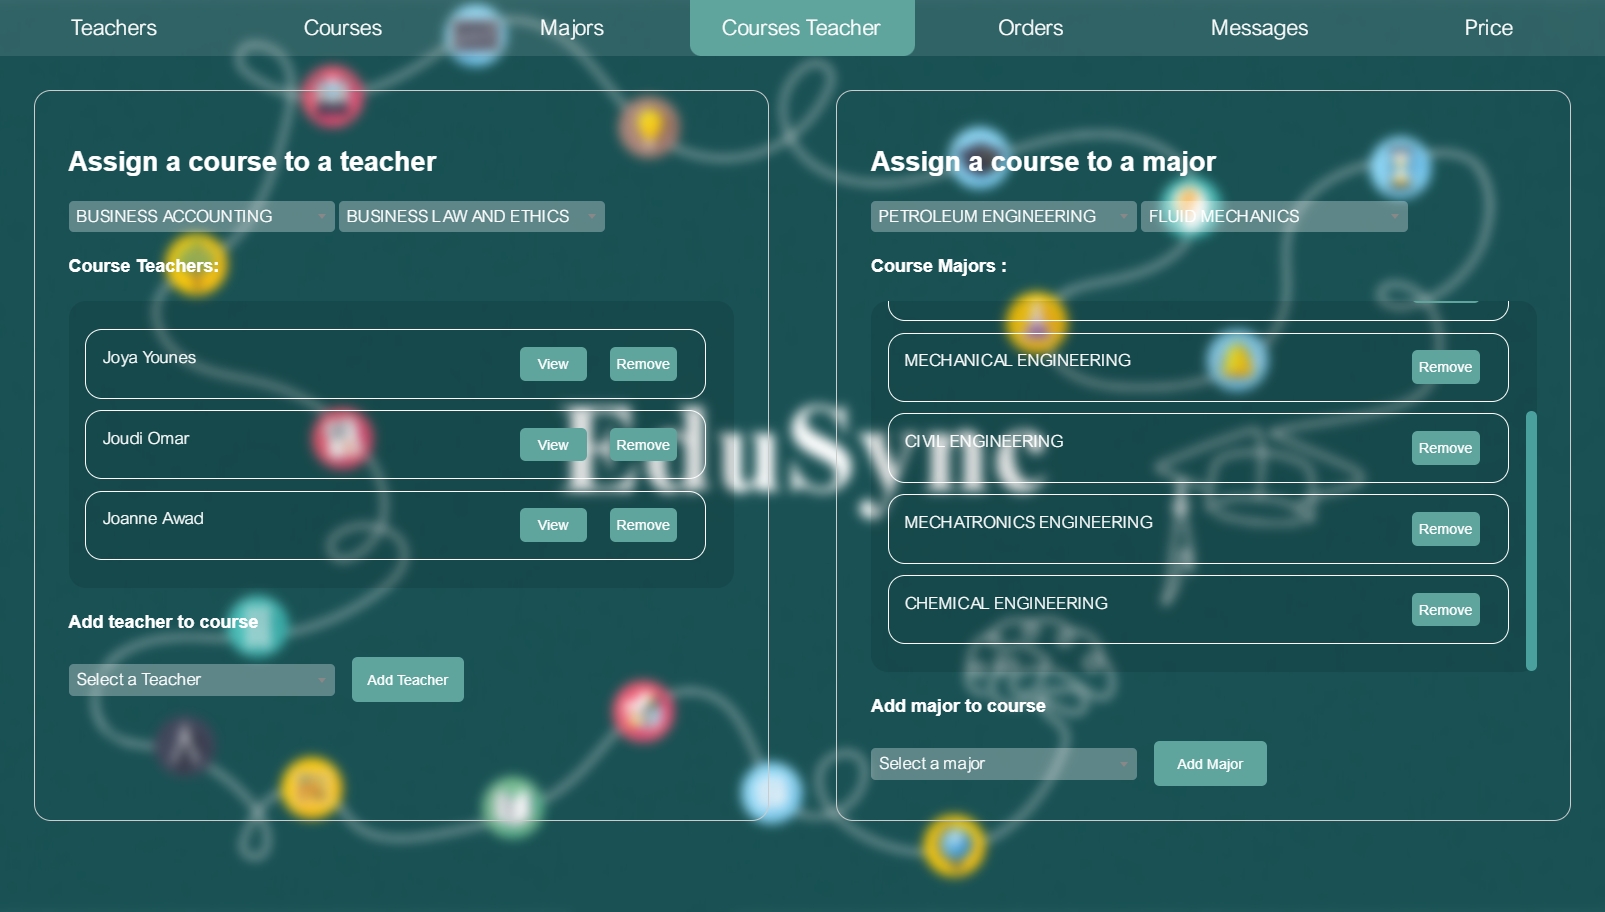 Teachers Courses Majors Courses Teacher Orders Messages Price
Assign a course to a teacher
BUSINESS ACCOUNTING BUSINESS LAW AND ETHICS
Course Teachers:
Joya Younes View Remove
Joudi Omar View Remove
Joanne Awad View Remove
Add teacher to course
Select a Teacher Add Teacher
Assign a course to a major
PETROLEUM ENGINEERING FLUID MECHANICS
Course Majors :
MECHANICAL ENGINEERING Remove
CIVIL ENGINEERING Remove
MECHATRONICS ENGINEERING Remove
CHEMICAL ENGINEERING Remove
Add major to course
Select a major Add Major
EduSync